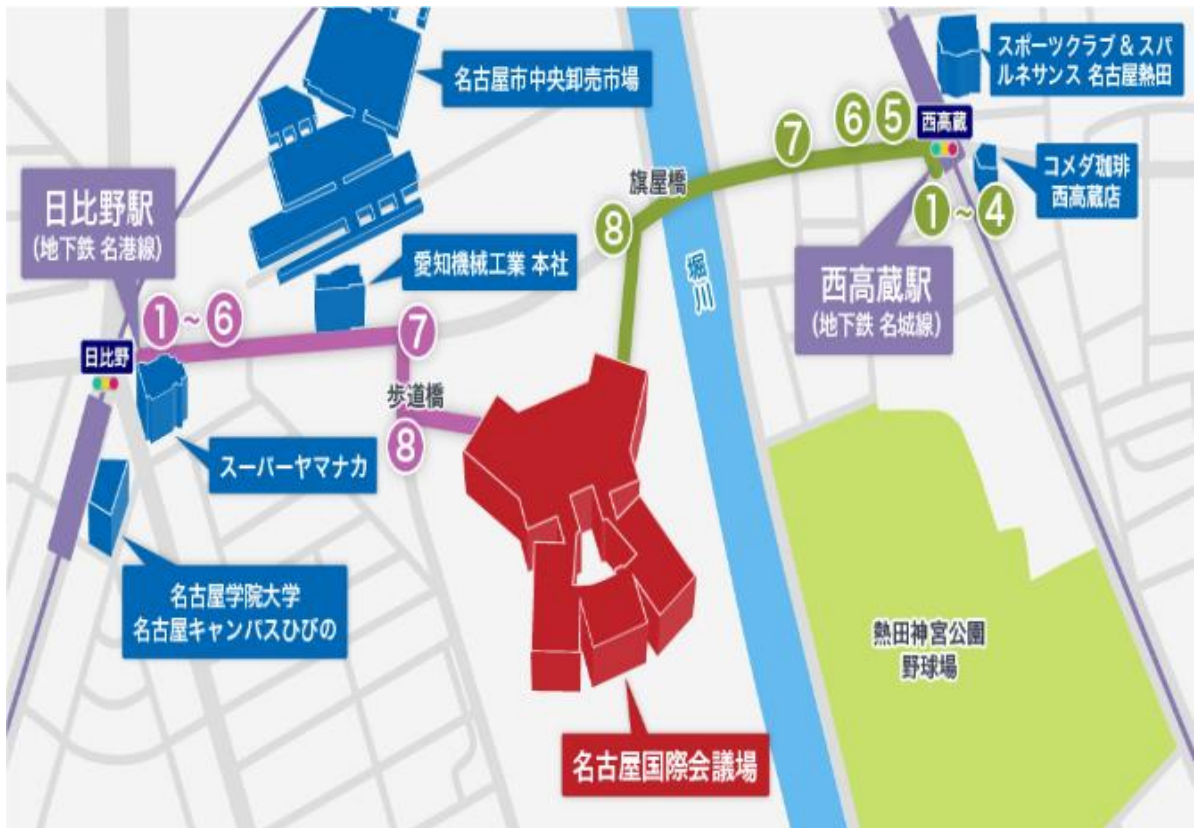 スポーツクラブ & スパ
ルネサンス 名古屋熱田
名古屋市中央卸売市場
⑦
⑥
⑤
西高蔵
コメダ珈琲
西高蔵店
旗屋橋
日比野駅
(地下鉄 名港線)
⑧
①～④
堀川
愛知機械工業 本社
西高蔵駅
(地下鉄 名城線)
①～⑥
⑦
日比野
歩道橋
⑧
スーパーヤマナカ
名古屋学院大学
名古屋キャンパスひびの
熱田神宮公園
野球場
名古屋国際会議場